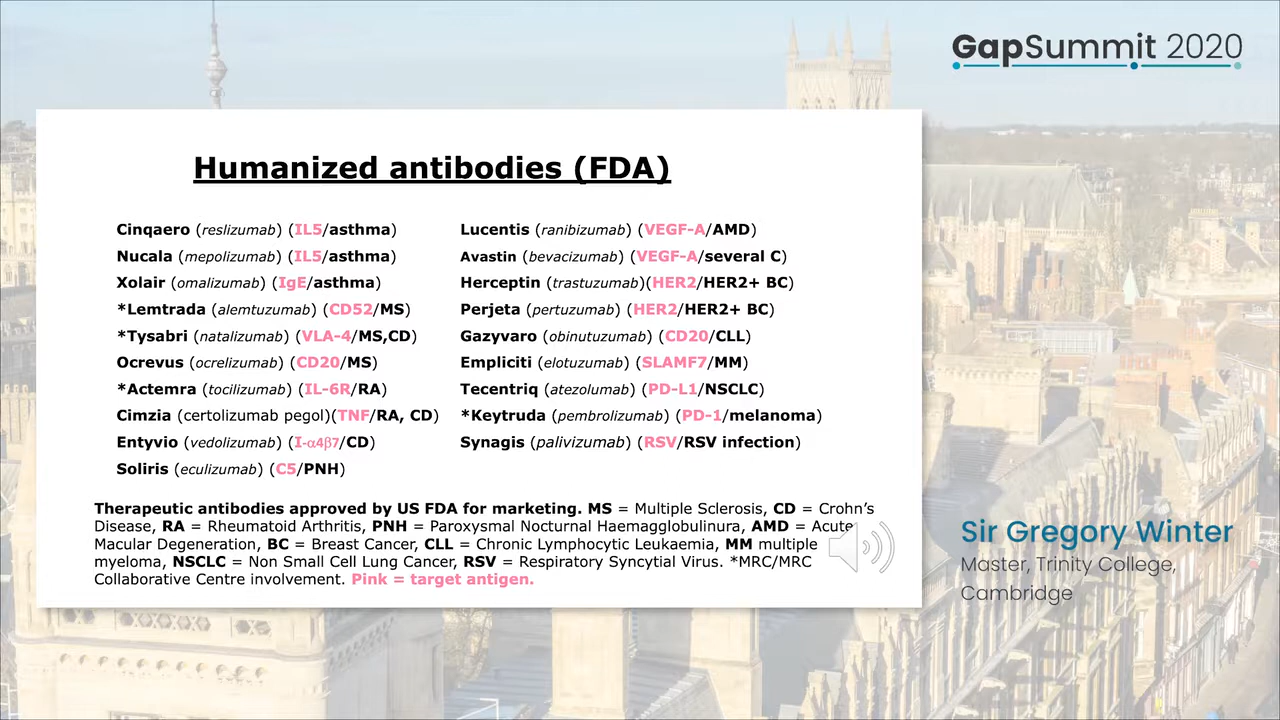 GapSummit 2020
Humanized antibodies (FDA)
Cinqaero (reslizumab) (IL5/asthma)
Nucala (mepolizumab) (IL5/asthma)
Xolair (omalizumab) (IgE/asthma)
*Lemtrada (alemtuzumab) (CD52/MS)
*Tysabri (natalizumab) (VLA-4/MS,CD)
Ocrevus (ocrelizumab) (CD20/MS)
*Actemra (tocilizumab) (IL-6R/RA)
Cimzia (certolizumab pegol)(TNF/RA, CD)
Entyvio (vedolizumab) (I-α4β7/CD)
Soliris (eculizumab) (C5/PNH)
Lucentis (ranibizumab) (VEGF-A/AMD)
Avastin (bevacizumab) (VEGF-A/several C)
Herceptin (trastuzumab)(HER2/HER2+ BC)
Perjeta (pertuzumab) (HER2/HER2+ BC)
Gazyvaro (obinutuzumab) (CD20/CLL)
Empliciti (elotuzumab) (SLAMF7/MM)
Tecentriq (atezolumab) (PD-L1/NSCLC)
*Keytruda (pembrolizumab) (PD-1/melanoma)
Synagis (palivizumab) (RSV/RSV infection)
Therapeutic antibodies approved by US FDA for marketing. MS = Multiple Sclerosis, CD = Crohn's
Disease, RA = Rheumatoid Arthritis, PNH = Paroxysmal Nocturnal Haemagglobulinura, AMD = Acute
Macular Degeneration, BC = Breast Cancer, CLL = Chronic Lymphocytic Leukaemia, MM multiple
myeloma, NSCLC = Non Small Cell Lung Cancer, RSV = Respiratory Syncytial Virus. *MRC/MRC
Collaborative Centre involvement. Pink = target antigen.
Sir Gregory Winter
Master, Trinity College,
Cambridge